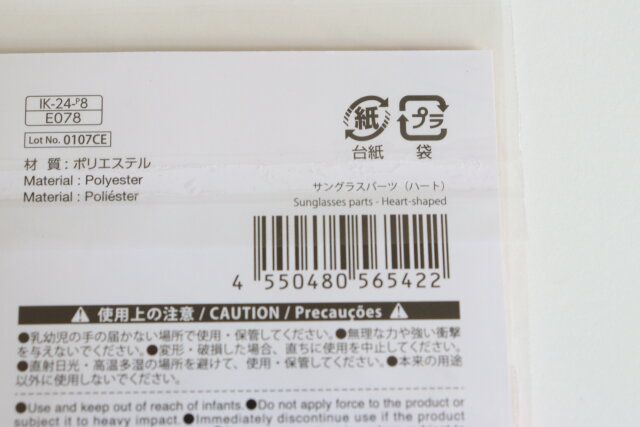 IK-24-P8
E078
Lot No. 0107CE
紙
台紙
プラ
袋
材 質 : ポリエステル
Material : Polyester
Material : Poliéster
サングラスパーツ（ハート）
Sunglasses parts - Heart-shaped
4 550480 565422
使用上の注意 / CAUTION / Precauções
●乳幼児の手の届かない場所で使用・保管してください。●無理な力や強い衝撃
を与えないでください。●変形・破損した場合、直ちに使用を中止してください。
●直射日光・高温多湿の場所を避けて、使用・保管してください。●本来の用途
以外に使用しないでください。
●Use and keep out of reach of infants. ●Do not apply force to the product or
subject it to heavy impact. ●Immediately discontinue use if the product